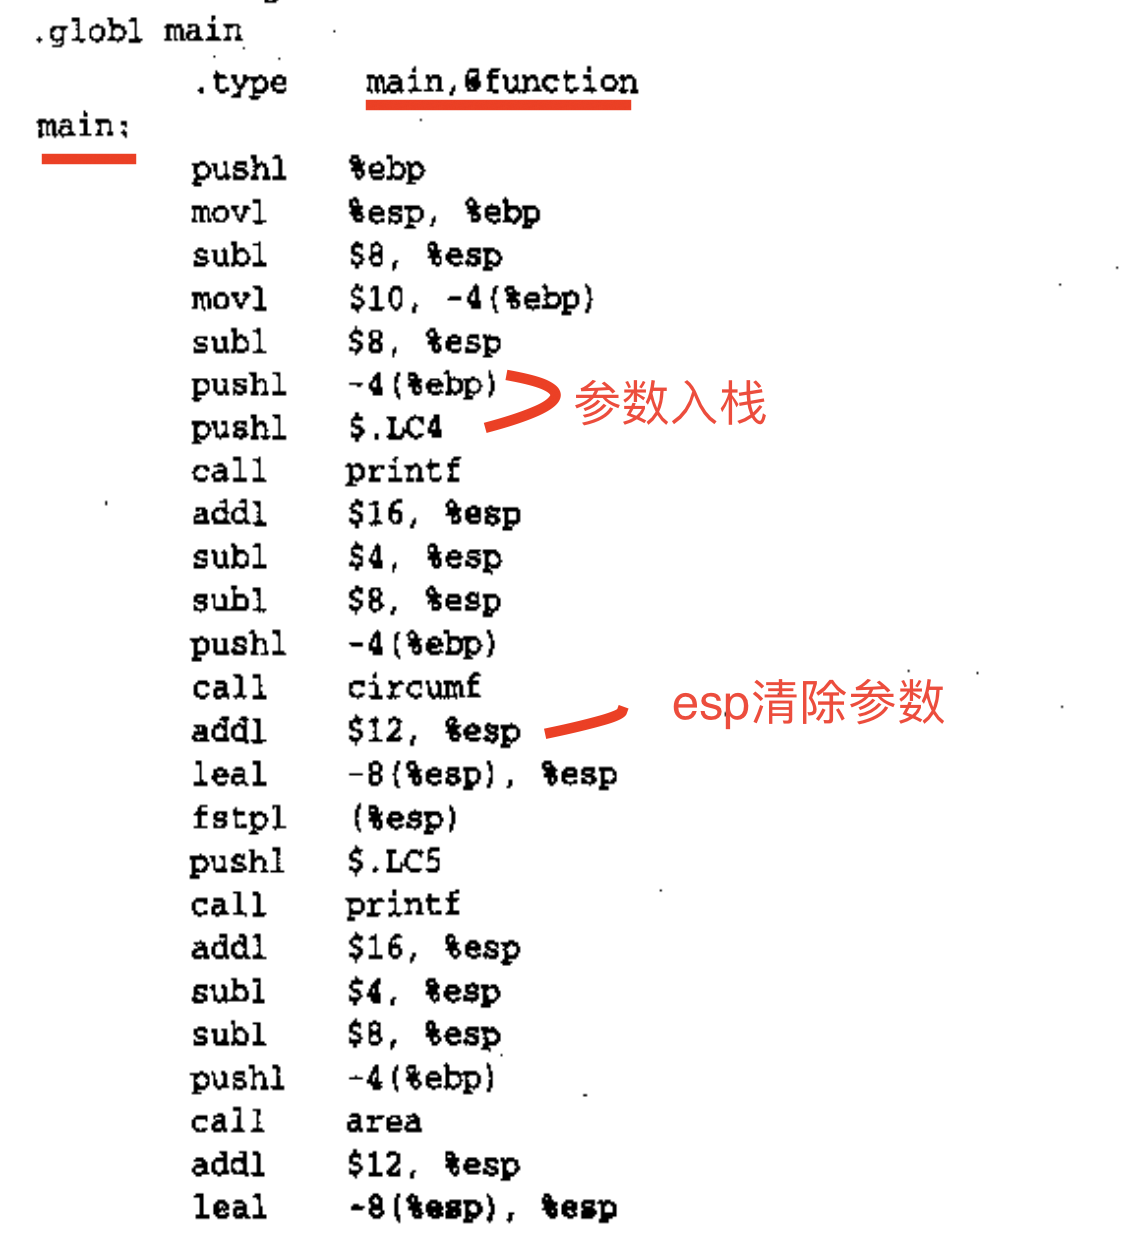 .globl main
.type main,@function
main:
pushl %ebp
movl %esp, %ebp
subl $8, %esp
movl $10, -4(%ebp)
subl $8, %esp
pushl -4(%ebp)
参数入栈
pushl $.LC4
call printf
addl $16, %esp
subl $4, %esp
subl $8, %esp
pushl -4(%ebp)
call circumf
esp清除参数
addl $12, %esp
leal -8(%esp), %esp
fstpl (%esp)
pushl $.LC5
call printf
addl $16, %esp
subl $4, %esp
subl $8, %esp
pushl -4(%ebp)
call area
addl $12, %esp
leal -8(%esp), %esp